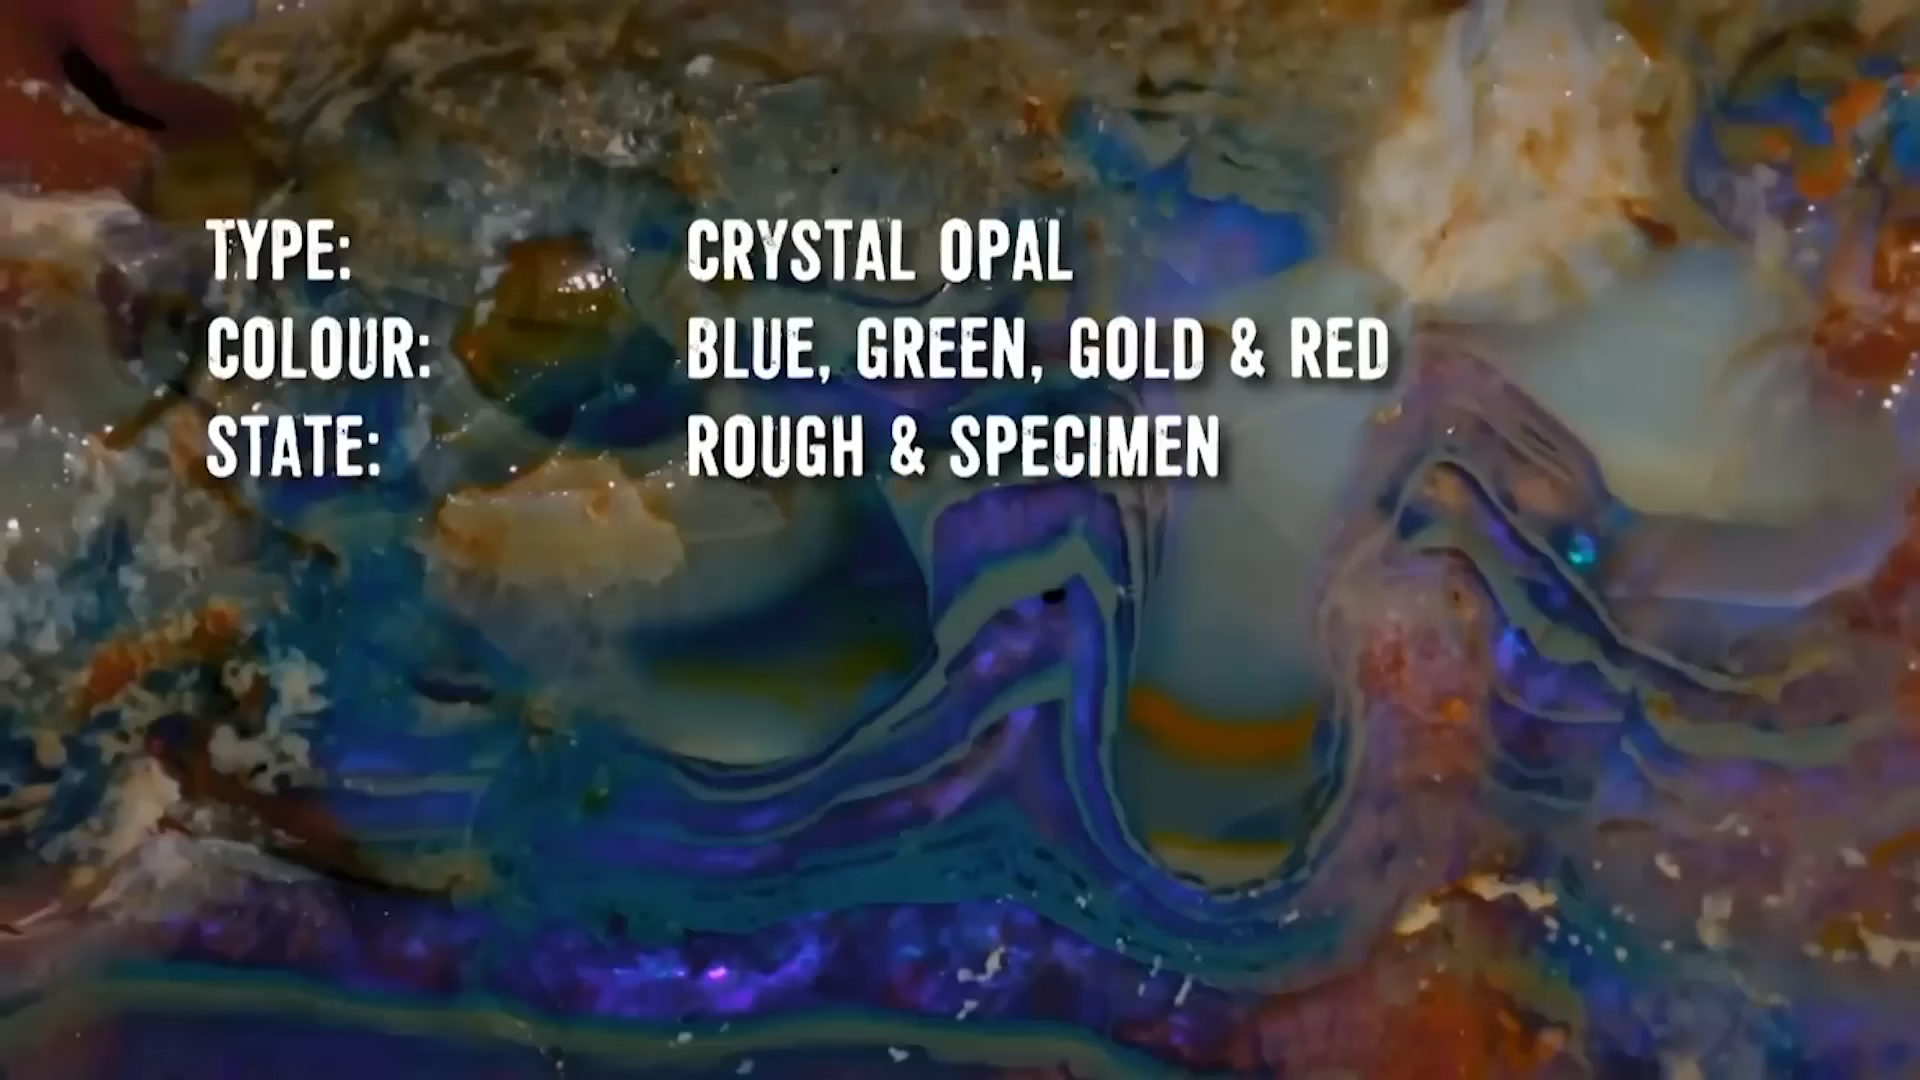 TYPE: CRYSTAL OPAL
COLOUR: BLUE, GREEN, GOLD & RED
STATE: ROUGH & SPECIMEN